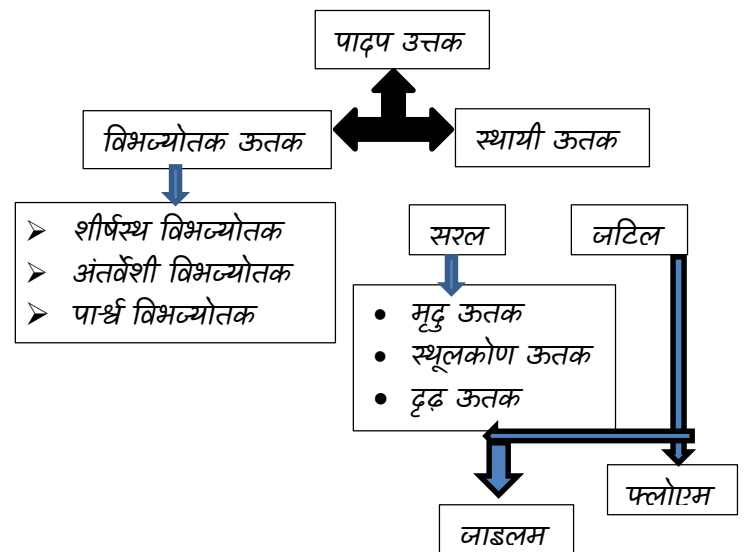 पादप उत्तक
विभज्योतक ऊतक
स्थायी ऊतक
शीर्षस्थ विभज्योतक
अंतर्वेशी विभज्योतक
पार्श्व विभज्योतक
सरल
जटिल
मृदु ऊतक
स्थूलकोण ऊतक
दृढ़ ऊतक
फ्लोएम
जाइलम